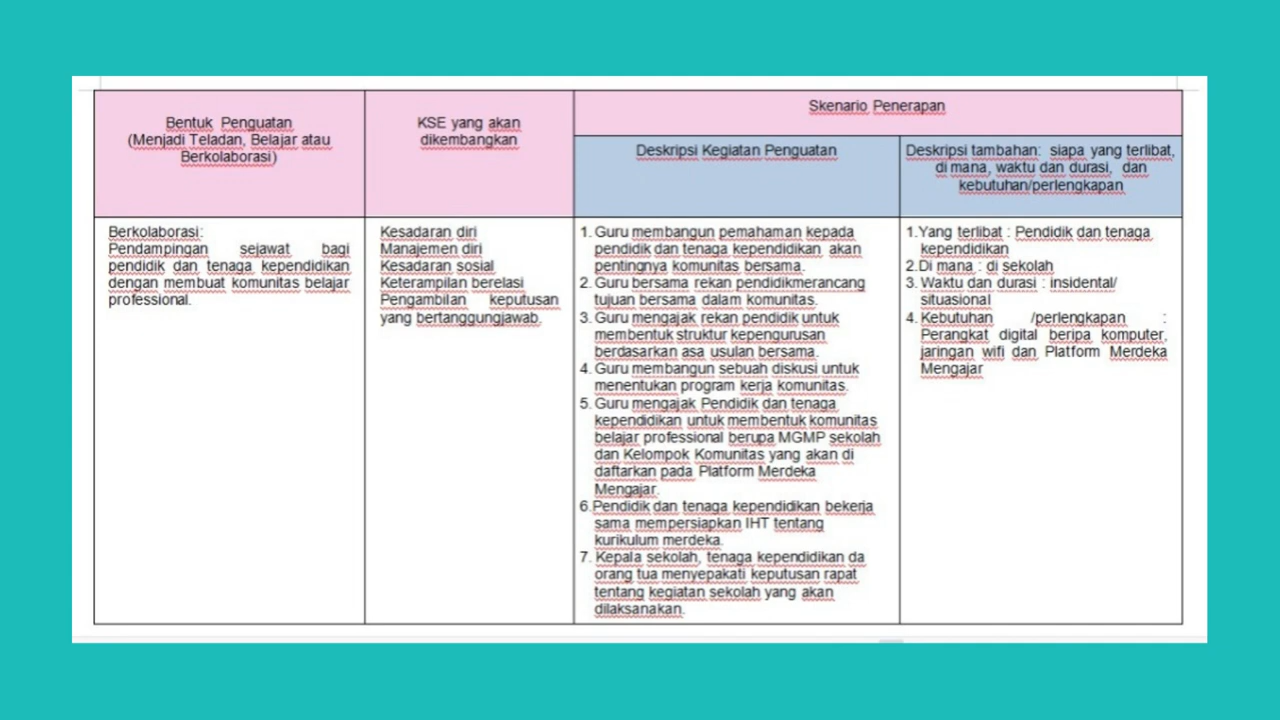 Bentuk Penguatan
(Menjadi Teladan, Belajar atau
Berkolaborasi)
KSE yang akan
dikembangkan
Skenario Penerapan
Deskripsi Kegiatan Penguatan
Deskripsi tambahan: siapa yang terlibat,
di mana, waktu dan durasi, dan
kebutuhan/perlengkapan
Berkolaborasi:
Pendampingan sejawat bagi
pendidik dan tenaga kependidikan
dengan membuat komunitas belajar
professional.
Kesadaran diri
Manajemen diri
Kesadaran sosial
Keterampilan berelasi
Pengambilan keputusan
yang bertanggungjawab.
1. Guru membangun pemahaman kepada
pendidik dan tenaga kependidikan akan
pentingnya komunitas bersama.
2. Guru bersama rekan pendidikmerancang
tujuan bersama dalam komunitas.
3. Guru mengajak rekan pendidik untuk
membentuk struktur kepengurusan
berdasarkan asa usulan bersama.
4. Guru membangun sebuah diskusi untuk
menentukan program kerja komunitas.
5. Guru mengajak Pendidik dan tenaga
kependidikan untuk membentuk komunitas
belajar professional berupa MGMP sekolah
dan Kelompok Komunitas yang akan di
daftarkan pada Platform Merdeka
Mengajar.
6.Pendidik dan tenaga kependidikan bekerja
sama mempersiapkan IHT tentang
kurikulum merdeka.
7. Kepala sekolah, tenaga kependidikan da
orang tua menyepakati keputusan rapat
tentang kegiatan sekolah yang akan
dilaksanakan.
1.Yang terlibat : Pendidik dan tenaga
kependidikan
2.Di mana : di sekolah
3. Waktu dan durasi : insidental/
situasional
4. Kebutuhan /perlengkapan :
Perangkat digital beripa komputer,
jaringan wifi dan Platform Merdeka
Mengajar